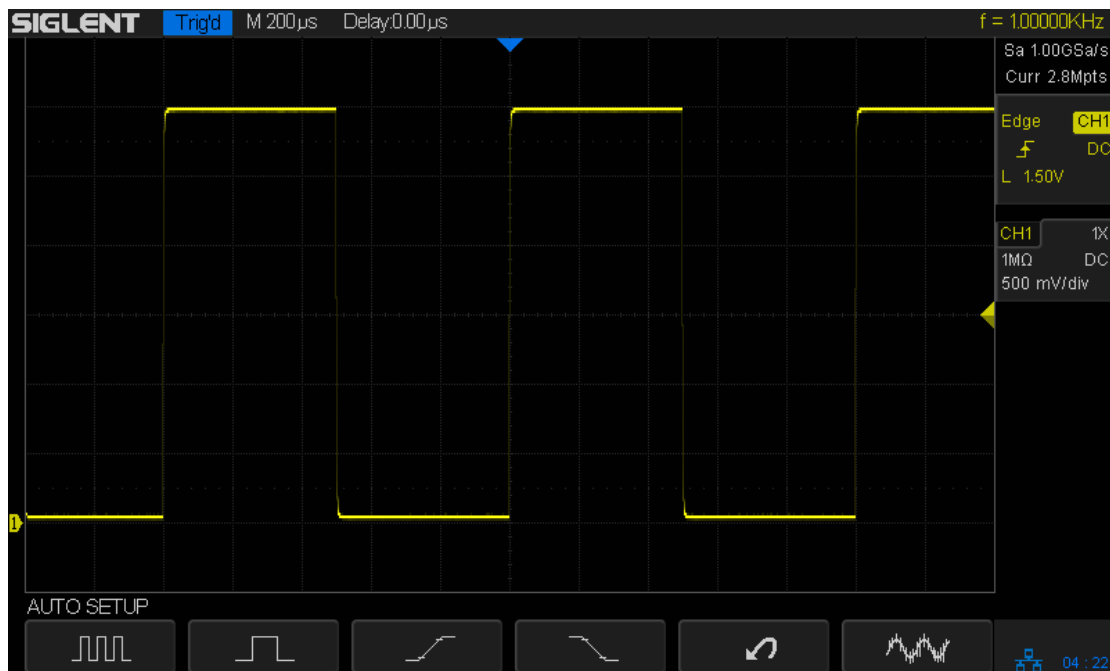 SIGLENT Trig'd M 200μs Delay:0.00μs f = 1.00000KHz
Sa 1.00GSa/s
Curr 2.8Mpts
Edge CH1
DC
L 1.50V
CH1 1X
1MΩ DC
500 mV/div
1
AUTO SETUP
04 : 22